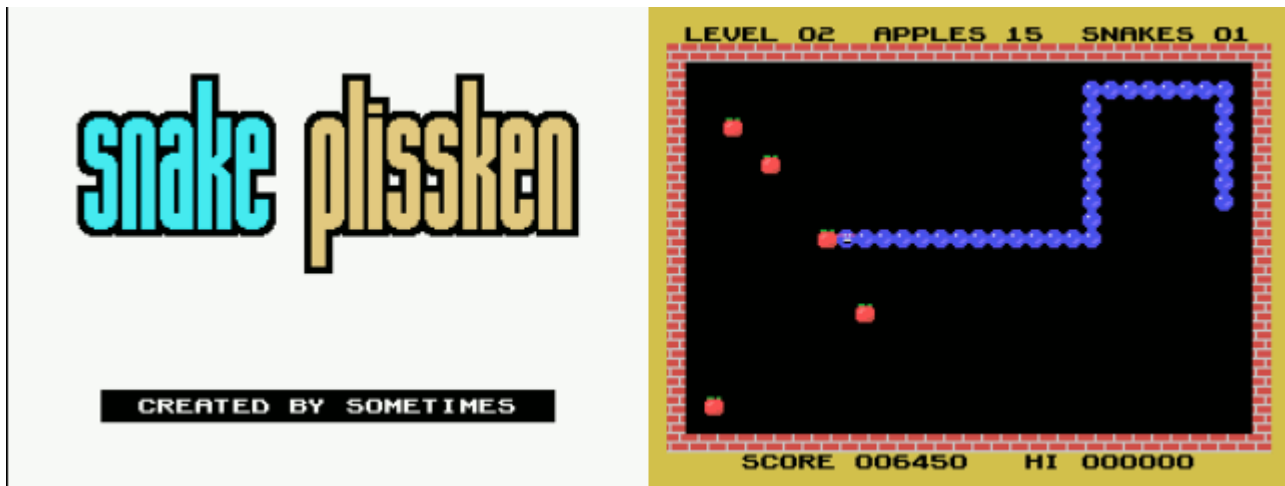 snake plissken
CREATED BY SOMETIMES
LEVEL 02 APPLES 15 SNAKES 01
SCORE 006450 HI 000000